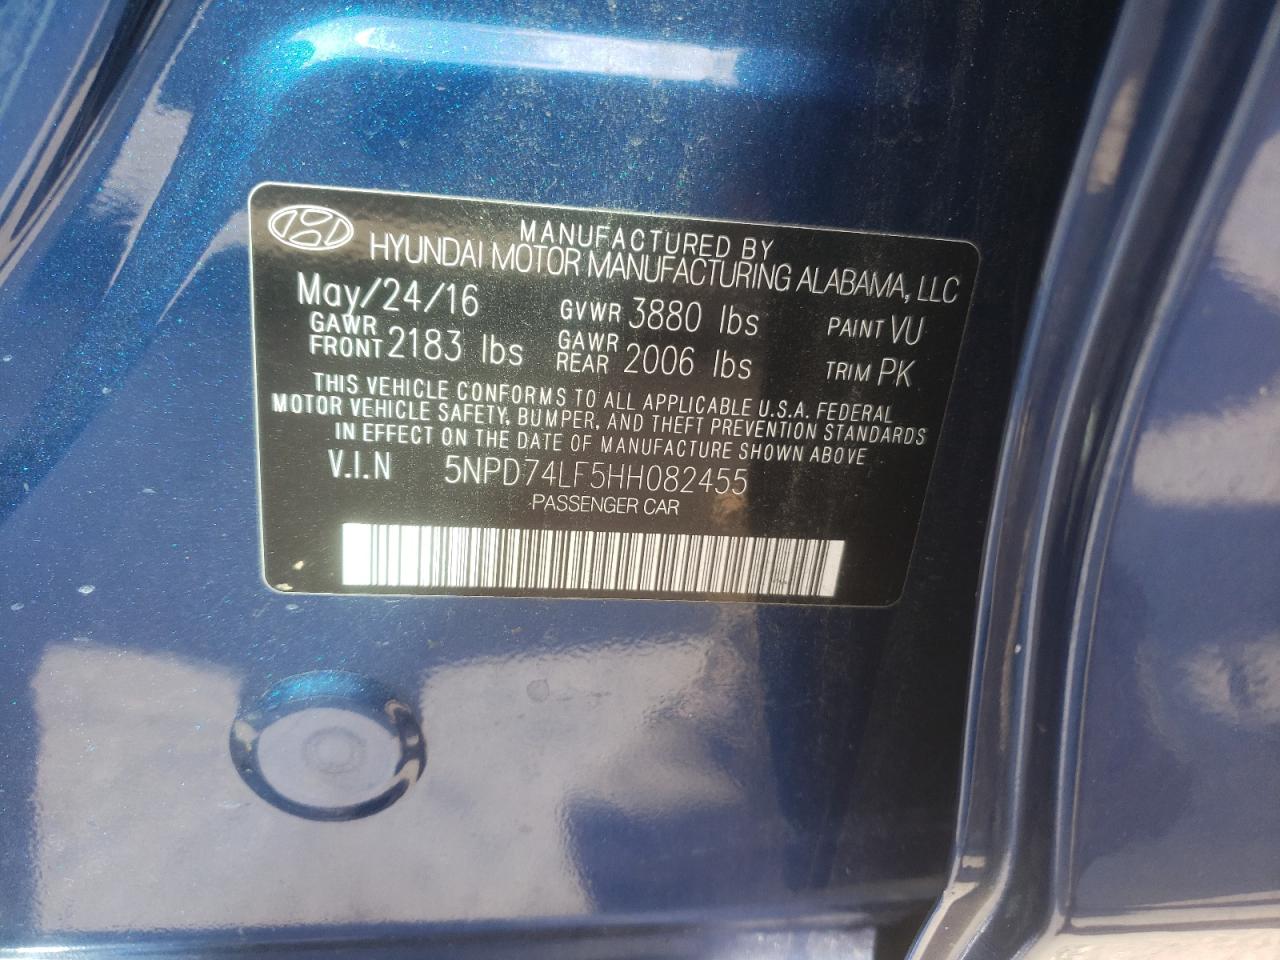 MANUFACTURED BY
HYUNDAI MOTOR MANUFACTURING ALABAMA, LLC
May/24/16 GVWR 3880 lbs PAINT VU
GAWR FRONT 2183 lbs GAWR REAR 2006 lbs TRIM PK
THIS VEHICLE CONFORMS TO ALL APPLICABLE U.S.A. FEDERAL
MOTOR VEHICLE SAFETY, BUMPER, AND THEFT PREVENTION STANDARDS
IN EFFECT ON THE DATE OF MANUFACTURE SHOWN ABOVE
V.I.N 5NPD74LF5HH082455
PASSENGER CAR